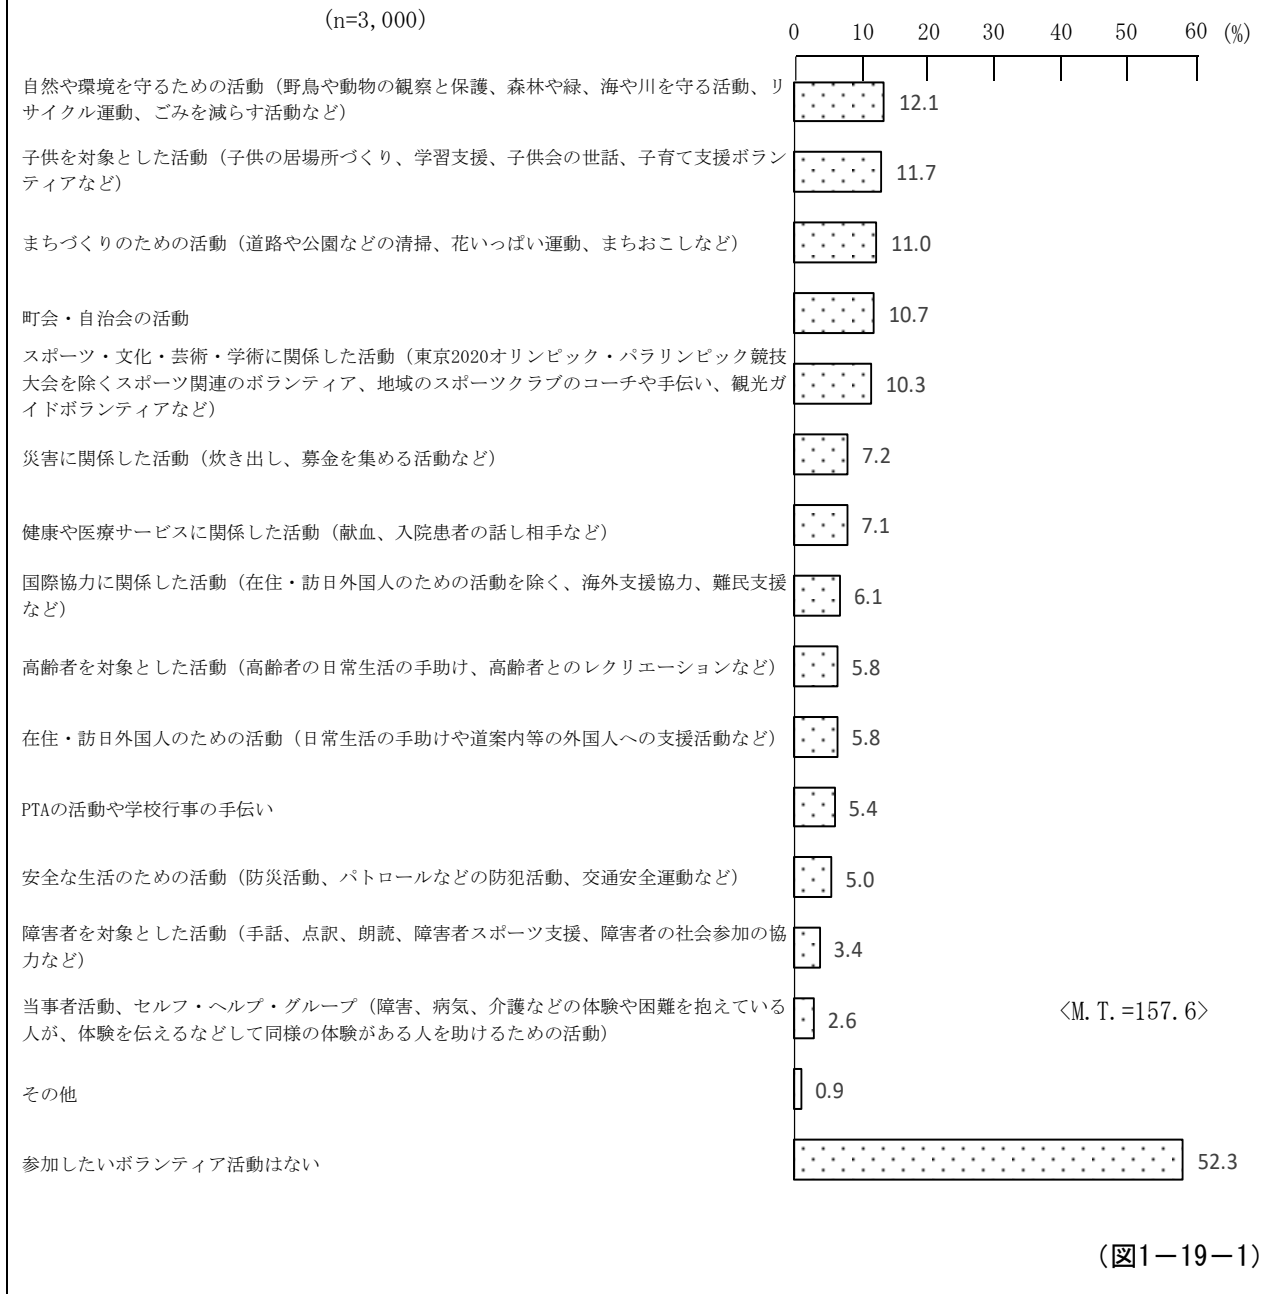 (n=3,000)
0 10 20 30 40 50 60 (%)
自然や環境を守るための活動（野鳥や動物の観察と保護、森林や緑、海や川を守る活動、リ
サイクル運動、ごみを減らす活動など）
12.1
子供を対象とした活動（子供の居場所づくり、学習支援、子供会の世話、子育て支援ボラン
ティアなど）
11.7
まちづくりのための活動（道路や公園などの清掃、花いっぱい運動、まちおこしなど）
11.0
町会・自治会の活動
10.7
スポーツ・文化・芸術・学術に関係した活動（東京2020オリンピック・パラリンピック競技
大会を除くスポーツ関連のボランティア、地域のスポーツクラブのコーチや手伝い、観光ガ
イドボランティアなど）
10.3
災害に関係した活動（炊き出し、募金を集める活動など）
7.2
健康や医療サービスに関係した活動（献血、入院患者の話し相手など）
7.1
国際協力に関係した活動（在住・訪日外国人のための活動を除く、海外支援協力、難民支援
など）
6.1
高齢者を対象とした活動（高齢者の日常生活の手助け、高齢者とのレクリエーションなど）
5.8
在住・訪日外国人のための活動（日常生活の手助けや道案内等の外国人への支援活動など）
5.8
PTAの活動や学校行事の手伝い
5.4
安全な生活のための活動（防災活動、パトロールなどの防犯活動、交通安全運動など）
5.0
障害者を対象とした活動（手話、点訳、朗読、障害者スポーツ支援、障害者の社会参加の協
力など）
3.4
当事者活動、セルフ・ヘルプ・グループ（障害、病気、介護などの体験や困難を抱えている
人が、体験を伝えるなどして同様の体験がある人を助けるための活動）
2.6
<M.T.=157.6>
その他
0.9
参加したいボランティア活動はない
52.3
(図1－19－1)